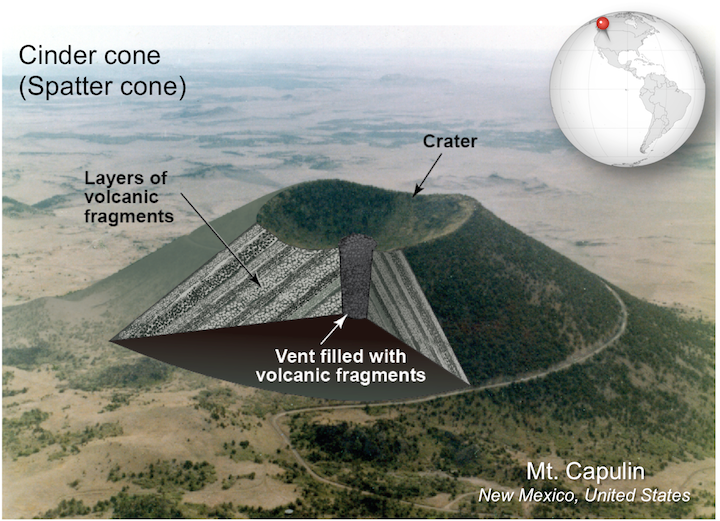 Cinder cone
(Spatter cone)
Crater
Layers of
volcanic
fragments
Vent filled with
volcanic fragments
Mt. Capulin
New Mexico, United States